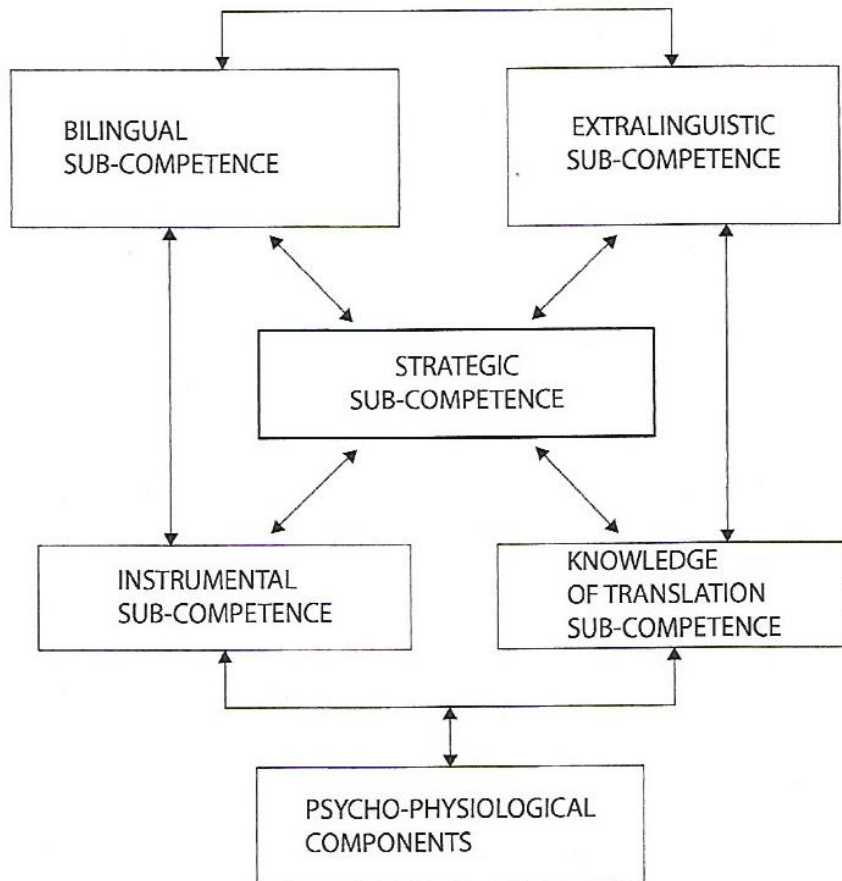 BILINGUAL
SUB-COMPETENCE
EXTRALINGUISTIC
SUB-COMPETENCE
STRATEGIC
SUB-COMPETENCE
INSTRUMENTAL
SUB-COMPETENCE
KNOWLEDGE
OF TRANSLATION
SUB-COMPETENCE
PSYCHO-PHYSIOLOGICAL
COMPONENTS